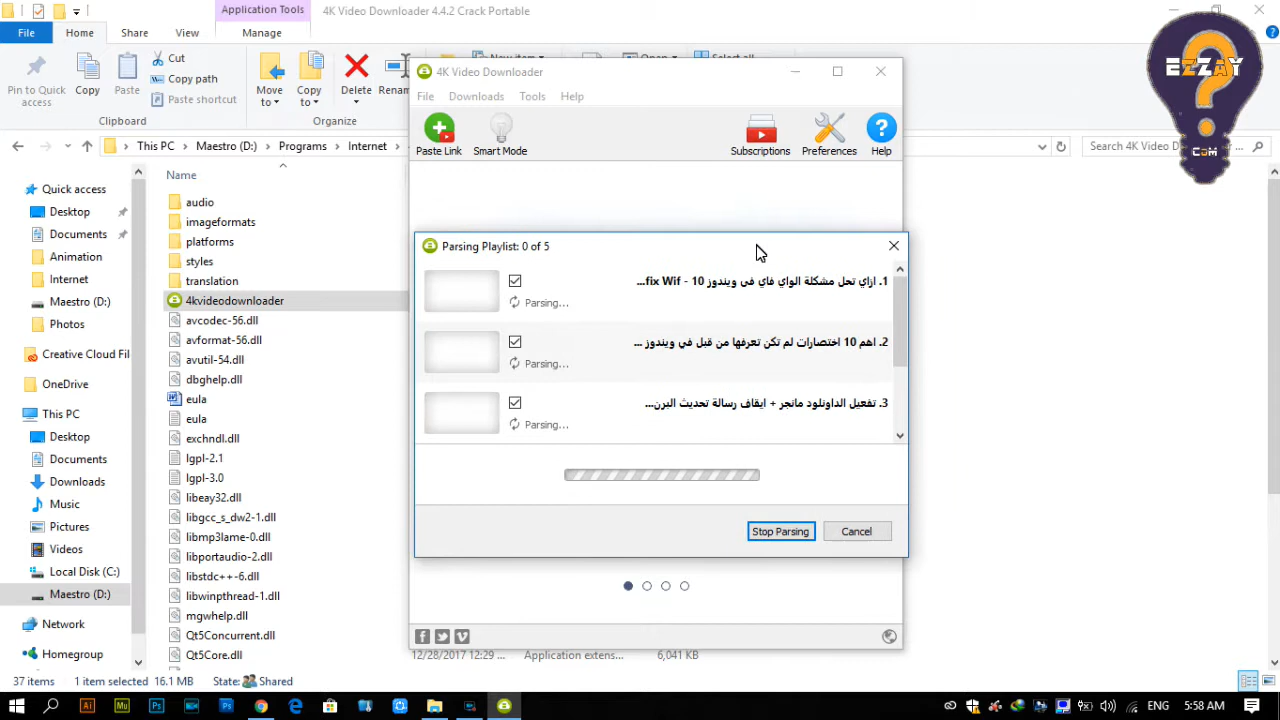 Application Tools
4K Video Downloader 4.4.2 Crack Portable
File
Home
Share
View
Manage
Pin to Quick access
Copy
Paste
Cut
Copy path
Paste shortcut
Clipboard
Move to
Copy to
Delete
Organize
This PC
Maestro (D:)
Programs
Internet
Search 4K Video D... ...
EZZAY
.COM
4K Video Downloader
File
Downloads
Tools
Help
Paste Link
Smart Mode
Subscriptions
Preferences
Help
Quick access
Desktop
Documents
Animation
Internet
Maestro (D:)
Photos
Creative Cloud Fil
OneDrive
This PC
Desktop
Documents
Downloads
Music
Pictures
Videos
Local Disk (C:)
Maestro (D:)
Network
Homegroup
Name
audio
imageformats
platforms
styles
translation
4kvideodownloader
avcodec-56.dll
avformat-56.dll
avutil-54.dll
dbghelp.dll
eula
eula
exchndl.dll
lgpl-2.1
lgpl-3.0
libeay32.dll
libgcc_s_dw2-1.dll
libmp3lame-0.dll
libportaudio-2.dll
libstdc++-6.dll
libwinpthread-1.dll
mgwhelp.dll
Qt5Concurrent.dll
Qt5Core.dll
Parsing Playlist: 0 of 5
1. ازاي تحل مشكلة الواي فاي في ويندوز 10 - fix Wif...
Parsing...
2. اهم 10 اختصارات لم تكن تعرفها من قبل في ويندوز ...
Parsing...
3. تفعيل الداونلود مانجر + ايقاف رسالة تحديث البرن...
Parsing...
Stop Parsing
Cancel
12/28/2017 12:29 ...
Application extens...
6,041 KB
37 items
1 item selected
16.1 MB
State:
Shared
ENG
5:58 AM